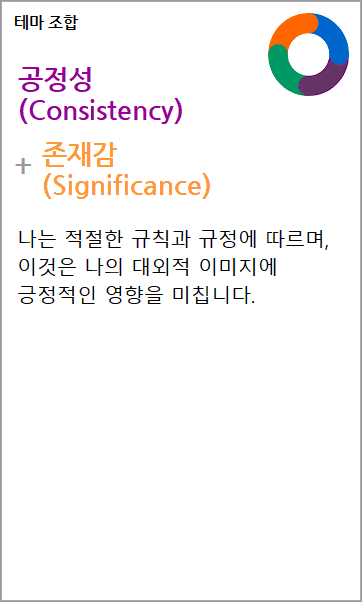 테마 조합
공정성
(Consistency)
+ 존재감
(Significance)
나는 적절한 규칙과 규정에 따르며,
이것은 나의 대외적 이미지에
긍정적인 영향을 미칩니다.